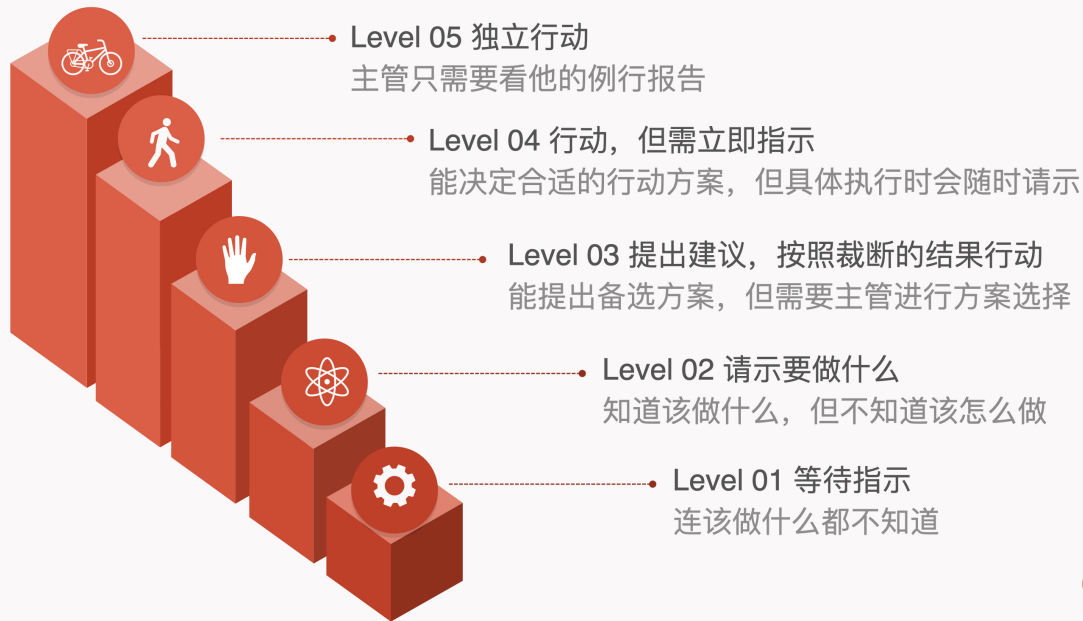 Level 05 独立行动
主管只需要看他的例行报告
Level 04 行动，但需立即指示
能决定合适的行动方案，但具体执行时会随时请示
Level 03 提出建议，按照裁断的结果行动
能提出备选方案，但需要主管进行方案选择
Level 02 请示要做什么
知道该做什么，但不知道该怎么做
Level 01 等待指示
连该做什么都不知道